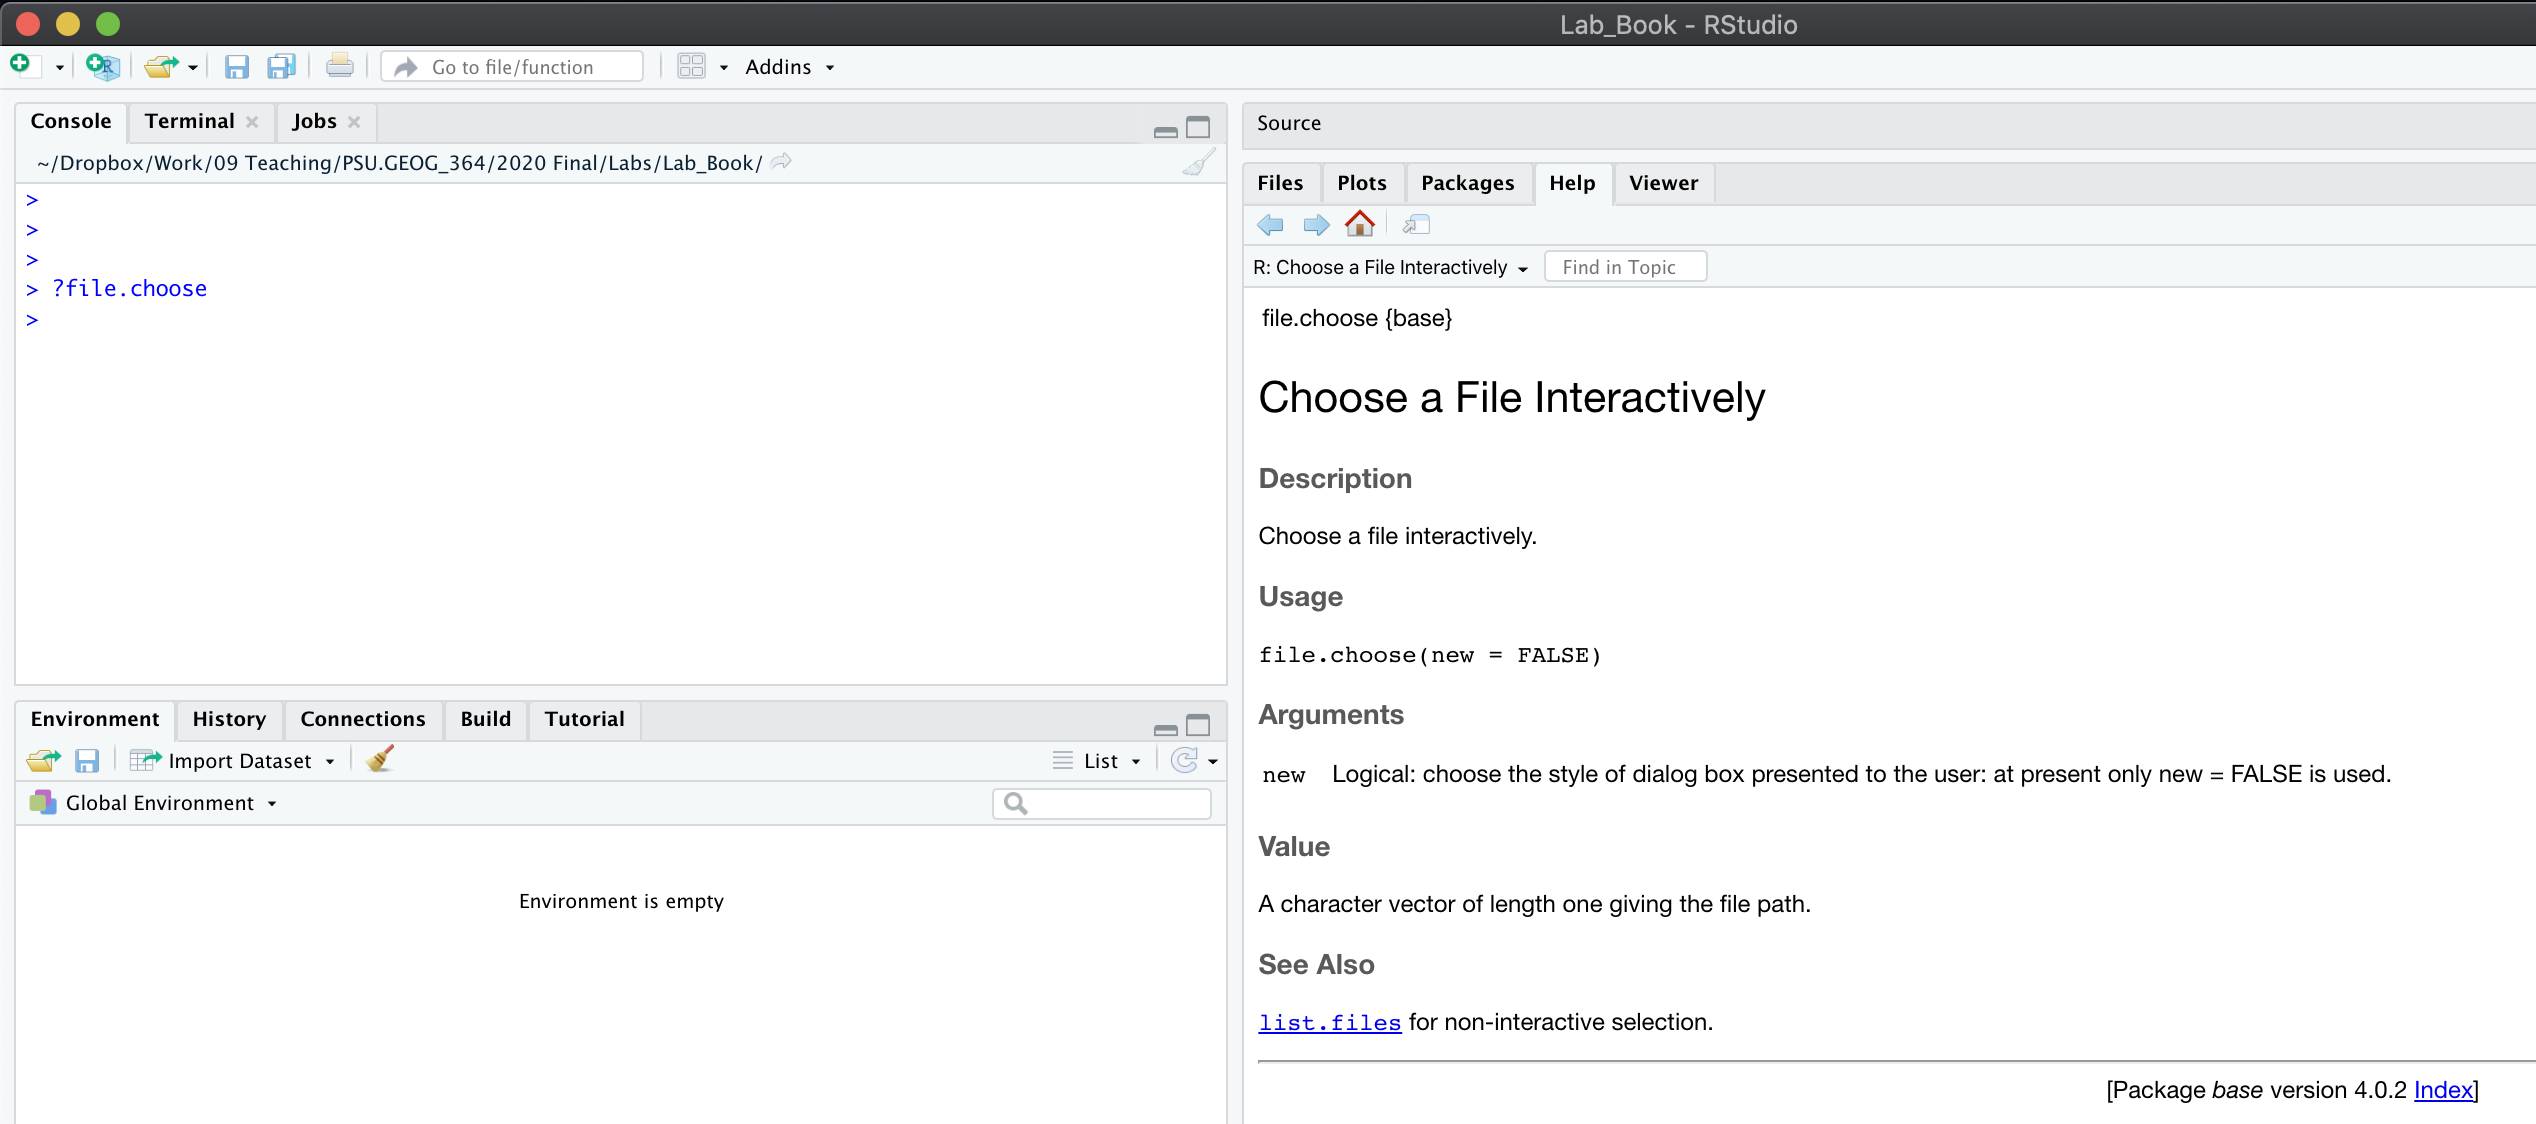 Lab_Book - RStudio
Go to file/function
Addins
Console Terminal Jobs
~/Dropbox/Work/09 Teaching/PSU.GEOG_364/2020 Final/Labs/Lab_Book/
>
>
>
> ?file.choose
>
Environment History Connections Build Tutorial
Import Dataset List
Global Environment
Environment is empty
Source
Files Plots Packages Help Viewer
R: Choose a File Interactively Find in Topic
file.choose {base}
Choose a File Interactively
Description
Choose a file interactively.
Usage
file.choose(new = FALSE)
Arguments
new Logical: choose the style of dialog box presented to the user: at present only new = FALSE is used.
Value
A character vector of length one giving the file path.
See Also
list.files for non-interactive selection.
[Package base version 4.0.2 Index]